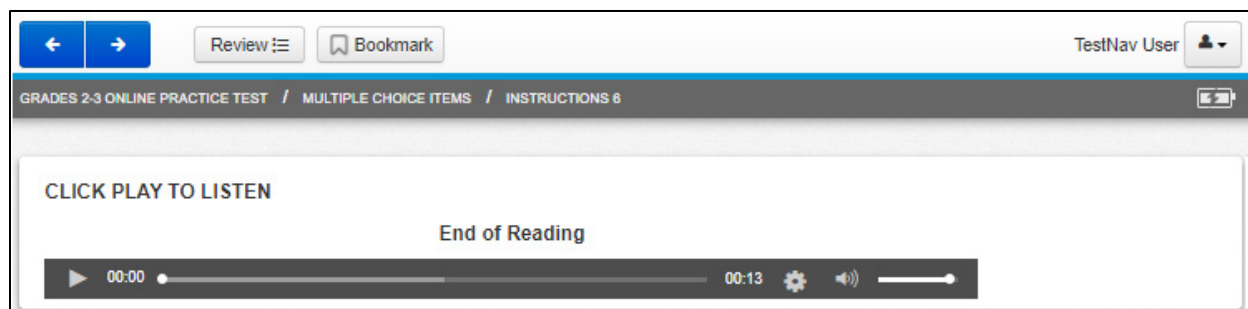 Review Bookmark TestNav User
GRADES 2-3 ONLINE PRACTICE TEST / MULTIPLE CHOICE ITEMS / INSTRUCTIONS 6
CLICK PLAY TO LISTEN
End of Reading
00:00 00:13